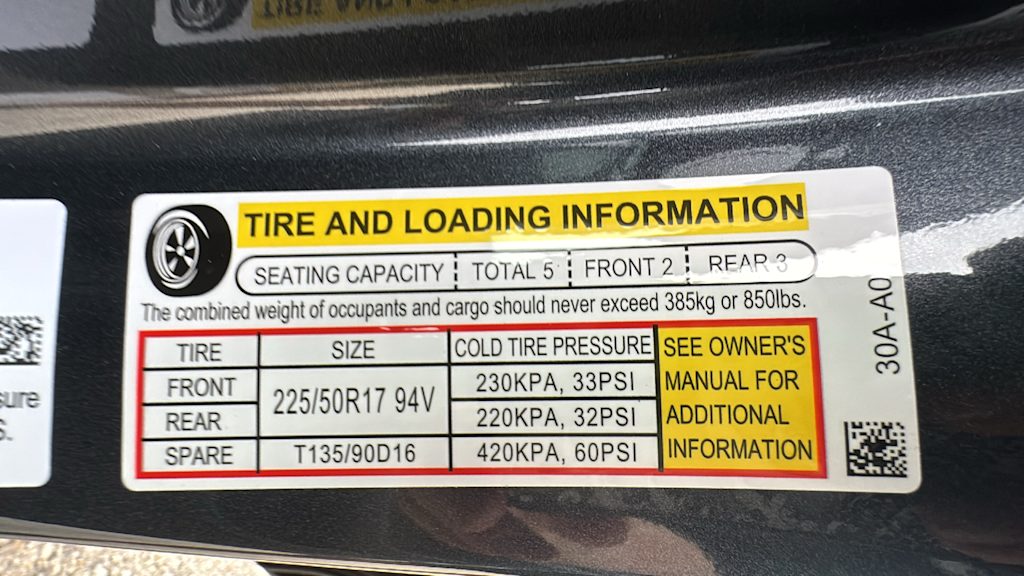 TIRE AND LOADING INFORMATION
SEATING CAPACITY TOTAL 5 FRONT 2 REAR 3
The combined weight of occupants and cargo should never exceed 385kg or 850lbs.
TIRE SIZE COLD TIRE PRESSURE SEE OWNER'S
FRONT 225/50R17 94V 230KPA, 33PSI MANUAL FOR
REAR 220KPA, 32PSI ADDITIONAL
SPARE T135/90D16 420KPA, 60PSI INFORMATION
30A-A0